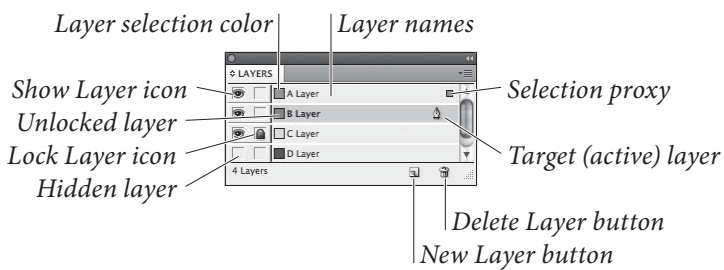 Layer selection color
Layer names
LAYERS
Show Layer icon
A Layer
Selection proxy
Unlocked layer
B Layer
Lock Layer icon
C Layer
Target (active) layer
Hidden layer
D Layer
4 Layers
Delete Layer button
New Layer button